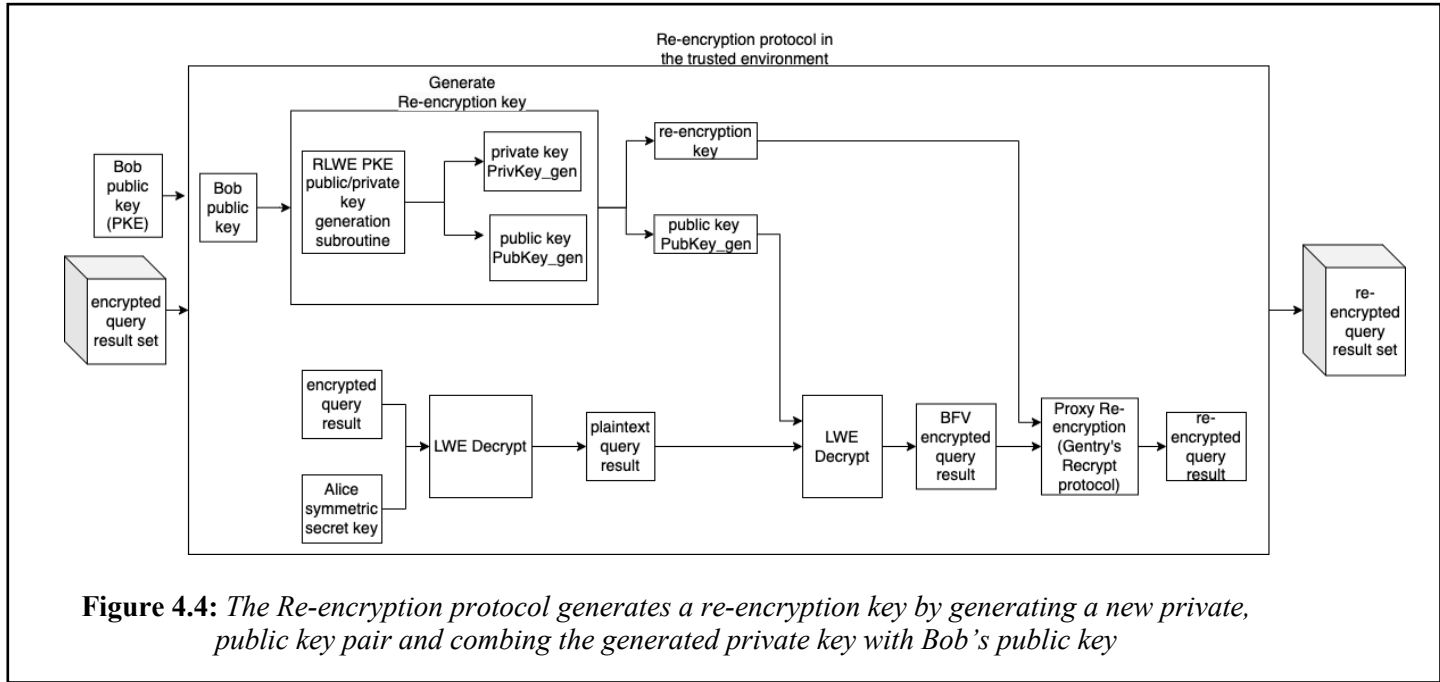 Re-encryption protocol in
the trusted environment
Generate
Re-encryption key
Bob
public
key
(PKE)
Bob
public
key
RLWE PKE
public/private
key
generation
subroutine
private key
PrivKey_gen
public key
PubKey_gen
re-encryption
key
public key
PubKey_gen
encrypted
query
result set
re-
encrypted
query
result set
encrypted
query
result
Alice
symmetric
secret key
LWE Decrypt
plaintext
query
result
LWE
Decrypt
BFV
encrypted
query
result
Proxy Re-
encryption
(Gentry's
Recrypt
protocol)
re-
encrypted
query
result
Figure 4.4: The Re-encryption protocol generates a re-encryption key by generating a new private,
public key pair and combing the generated private key with Bob’s public key